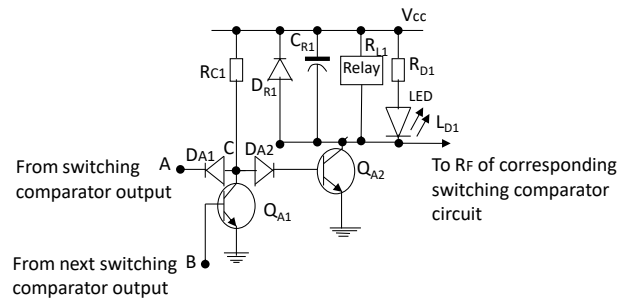 Vcc
CR1
RL1
RC1
Relay
RD1
DR1
LED
LD1
C
DA1
DA2
A
From switching
comparator output
QA2
To RF of corresponding
switching comparator
circuit
QA1
B
From next switching
comparator output